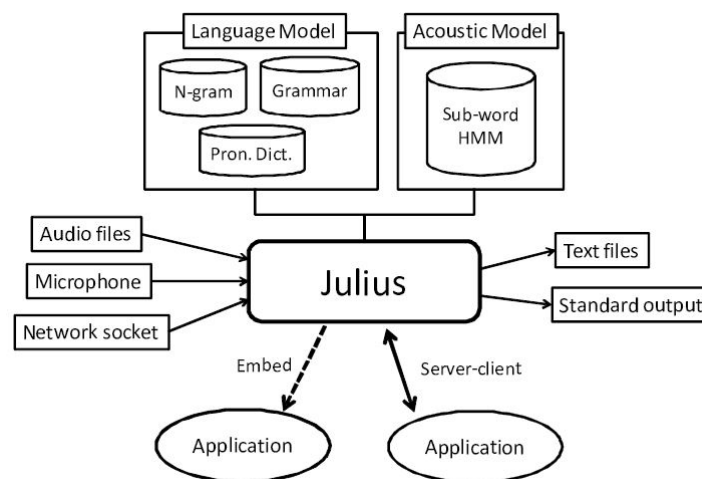 Language Model
Acoustic Model
N-gram
Grammar
Pron. Dict.
Sub-word
HMM
Audio files
Microphone
Network socket
Julius
Text files
Standard output
Embed
Server-client
Application
Application